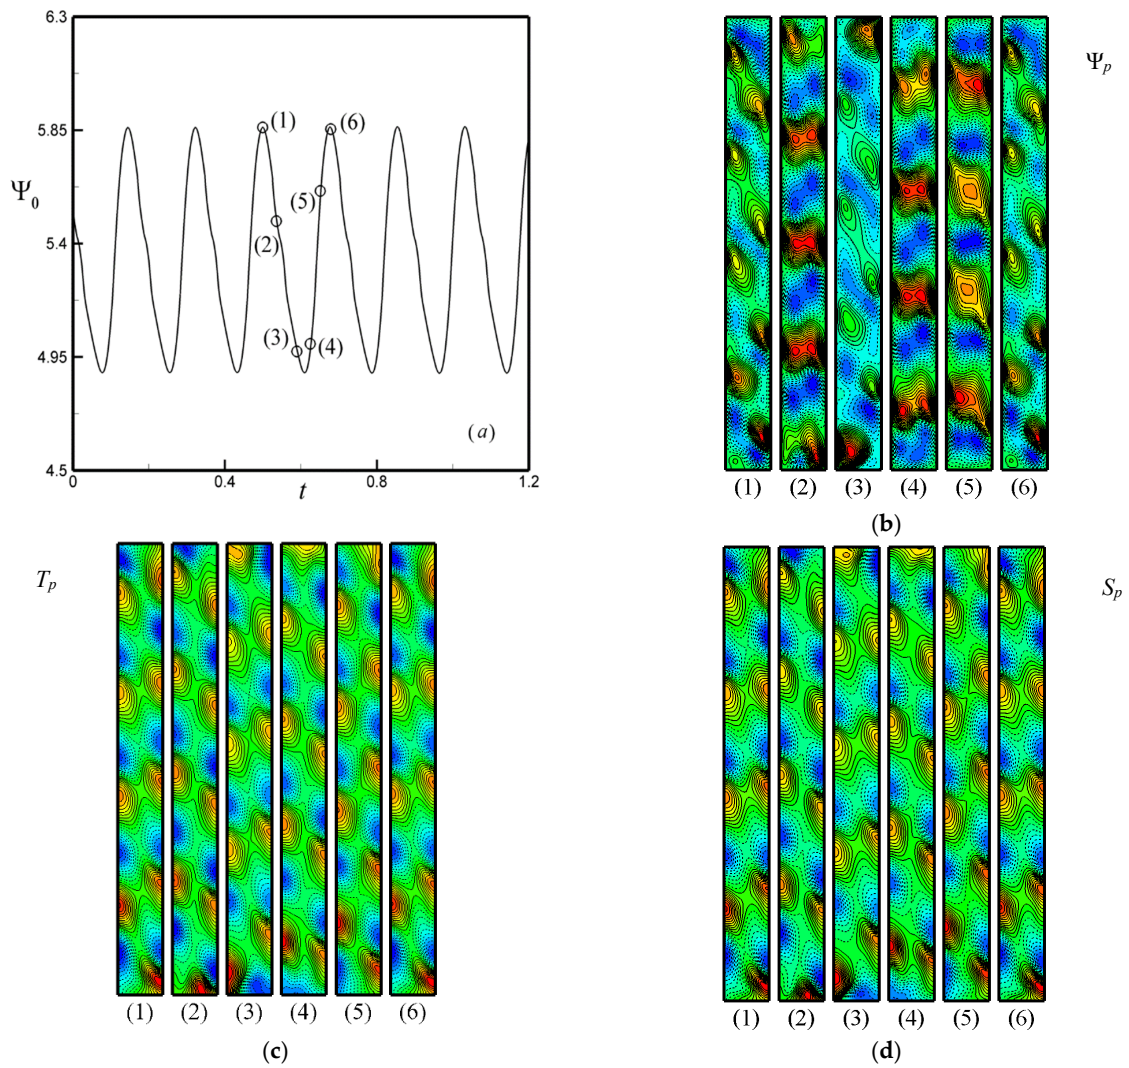 6.3
5.85
5.4
4.95
4.5
Ψ0
(1)
(6)
(5)
(2)
(3)
(4)
(a)
0
0.4
0.8
1.2
t
Ψp
(1) (2) (3) (4) (5) (6)
(b)
Tp
(1) (2) (3) (4) (5) (6)
(c)
Sp
(1) (2) (3) (4) (5) (6)
(d)